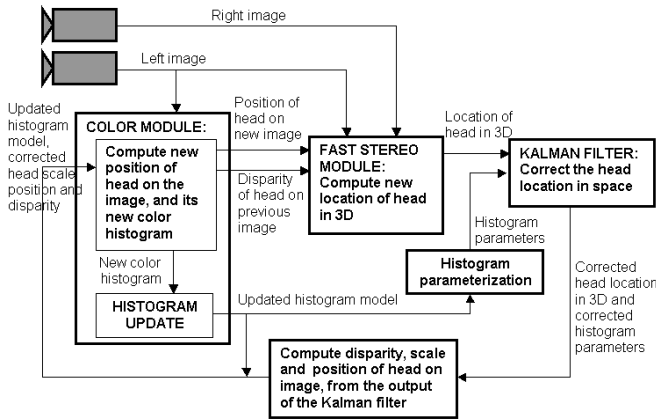 Right image
Left image
Updated
histogram
model,
corrected
head scale
position and
disparity
COLOR MODULE:
Compute new
position of
head on the
image, and its
new color
histogram
New color
histogram
HISTOGRAM
UPDATE
Position of
head on
new image
Disparity
of head on
previous
image
FAST STEREO
MODULE:
Compute new
location of head
in 3D
Location of
head in 3D
KALMAN FILTER:
Correct the head
location in space
Histogram
parameters
Histogram
parameterization
Updated histogram model
Corrected
head location
in 3D and
corrected
histogram
parameters
Compute disparity, scale
and position of head on
image, from the output
of the Kalman filter